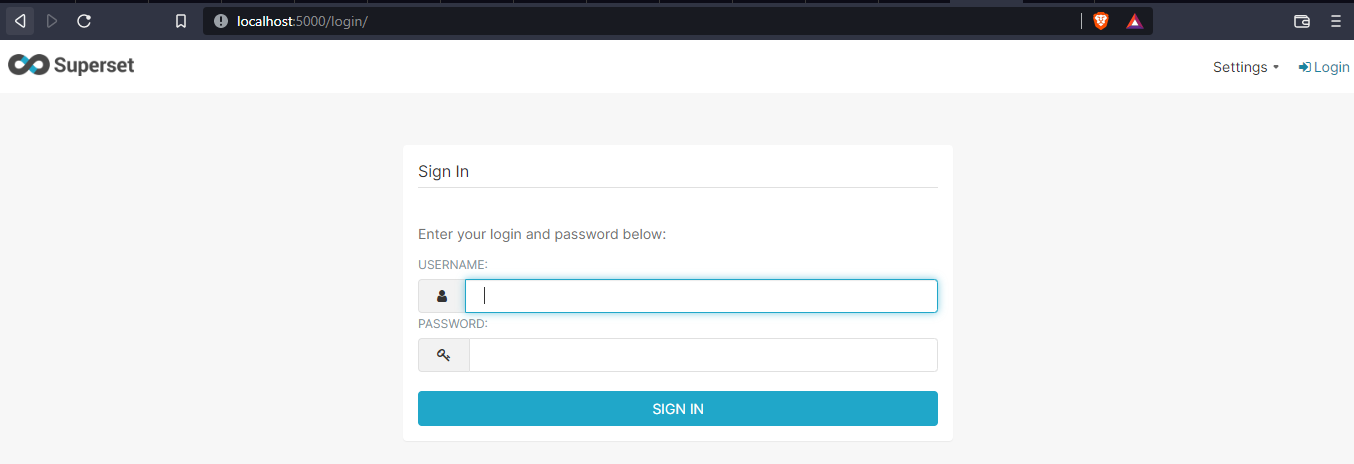 localhost:5000/login/
Superset
Settings
Login
Sign In
Enter your login and password below:
USERNAME:
PASSWORD:
SIGN IN